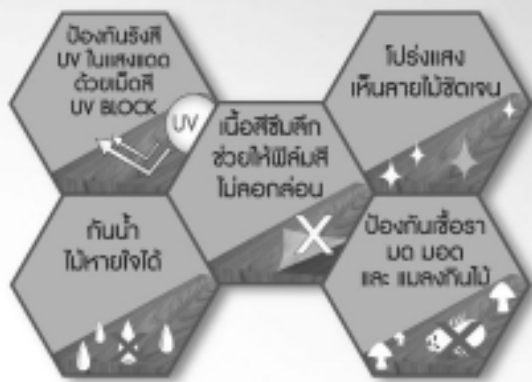 ป้องกันรังสี
UV ในแสงแดด
ด้วยเม็ดสี
UV BLOCK
UV
โปร่งแสง
เห็นลายไม้ชัดเจน
เนื้อสีซึมลึก
ช่วยให้ฟิล์มสี
ไม่ลอกล่อน
กันน้ำ
ไม้หายใจได้
ป้องกันเชื้อรา
มด มอด
และ แมลงกินไม้